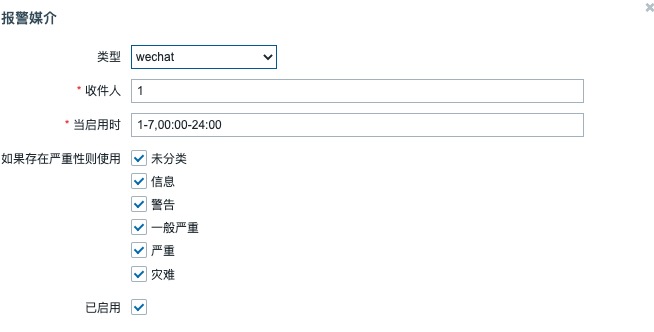 报警媒介
类型 wechat
* 收件人 1
* 当启用时 1-7,00:00-24:00
如果存在严重性则使用 未分类
信息
警告
一般严重
严重
灾难
已启用